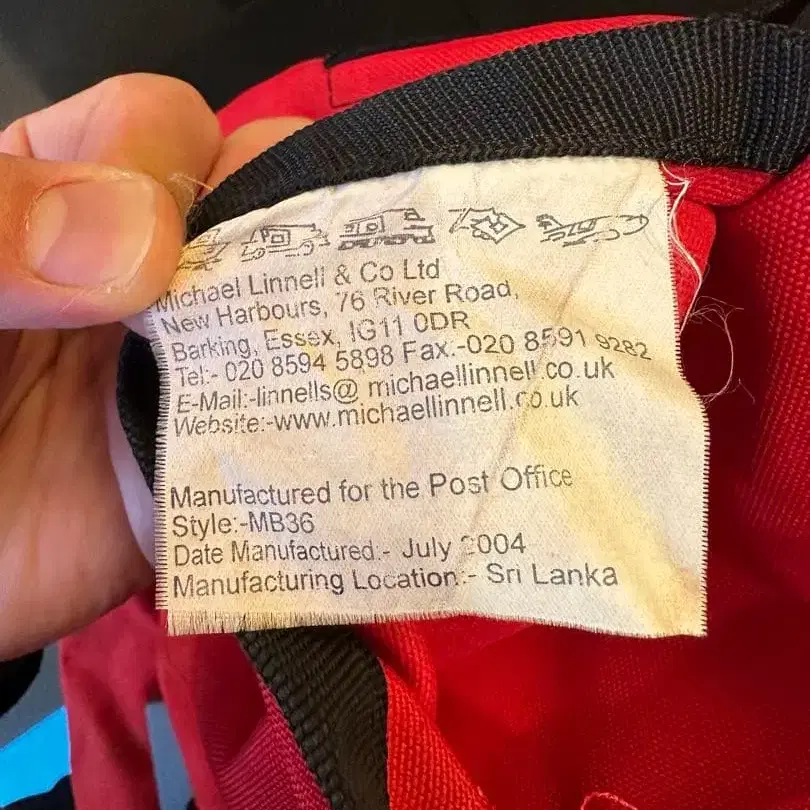 Michael Linnell & Co Ltd
New Harbours, 76 River Road,
Barking, Essex, IG11 0DR
Tel:- 020 8594 5898 Fax.-020 8591 9282
E-Mail:-linnells@ michaellinnell.co.uk
Website:-www.michaellinnell.co.uk
Manufactured for the Post Office
Style:-MB36
Date Manufactured:- July 2004
Manufacturing Location:- Sri Lanka